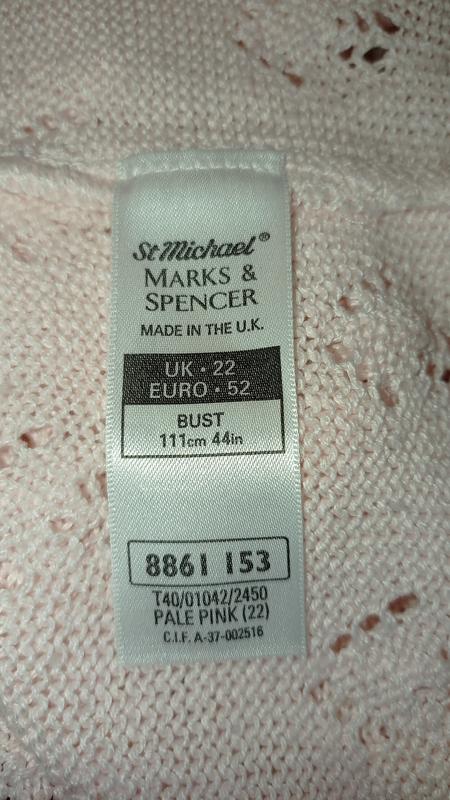 St Michael®
MARKS &
SPENCER
MADE IN THE U.K.
UK · 22
EURO · 52
BUST
111cm 44in
8861 153
T40/01042/2450
PALE PINK (22)
C.I.F. A-37-002516